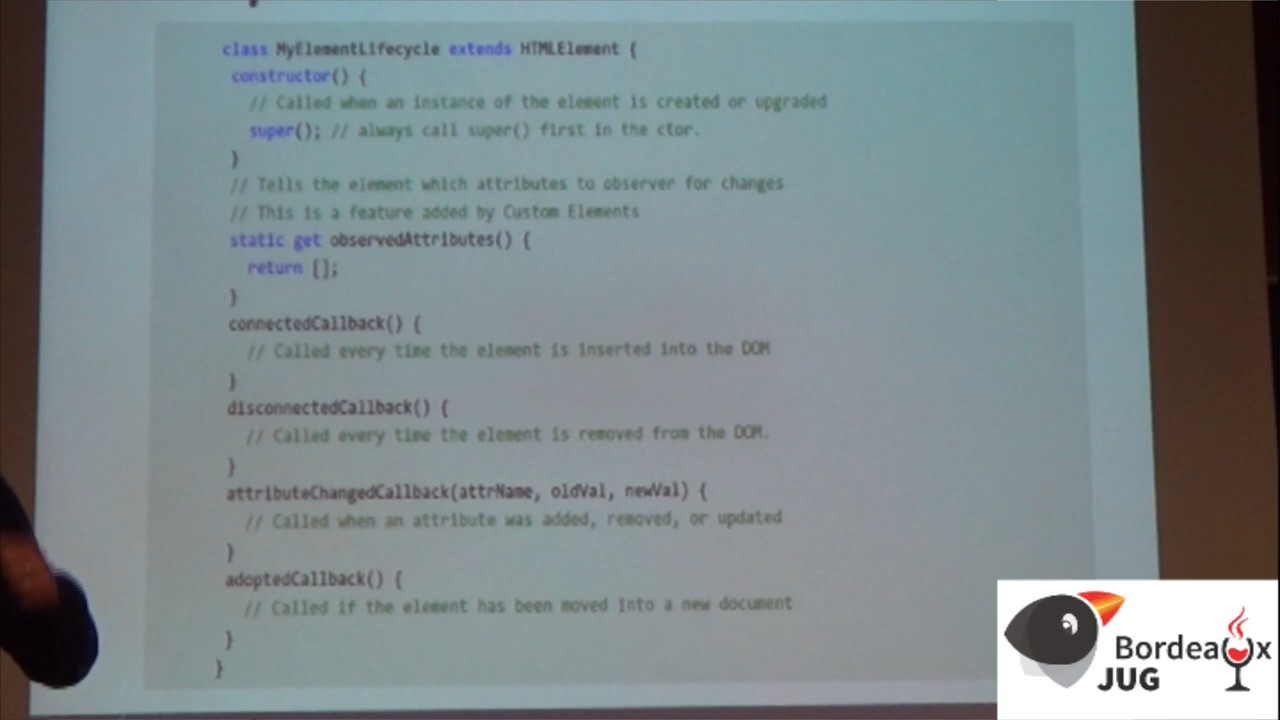 class MyElementLifecycle extends HTMLElement {
constructor() {
// Called when an instance of the element is created or upgraded
super(); // always call super() first in the ctor.
}
// Tells the element which attributes to observer for changes
// This is a feature added by Custom Elements
static get observedAttributes() {
return [];
}
connectedCallback() {
// Called every time the element is inserted into the DOM
}
disconnectedCallback() {
// Called every time the element is removed from the DOM.
}
attributeChangedCallback(attrName, oldVal, newVal) {
// Called when an attribute was added, removed, or updated
}
adoptedCallback() {
// Called if the element has been moved into a new document
}
}
Bordeaux
JUG